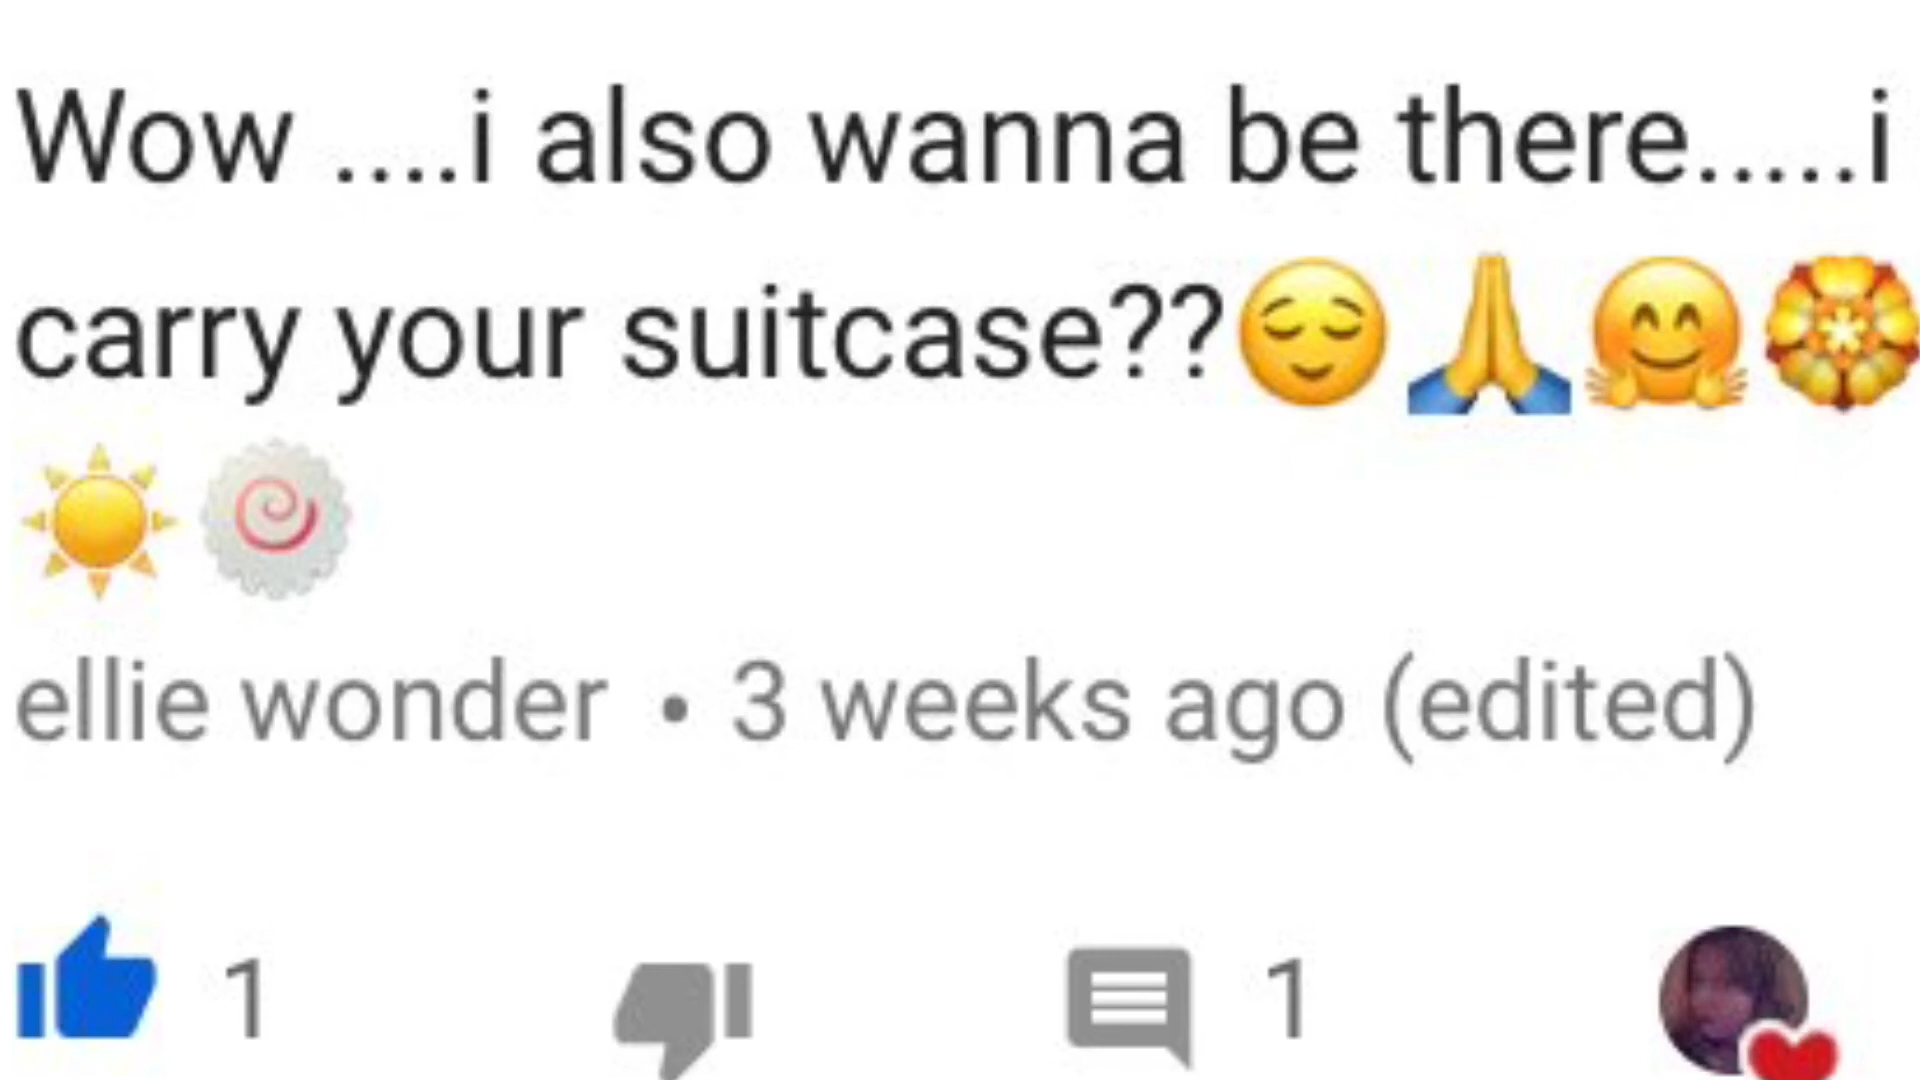 Wow ....i also wanna be there.....i
carry your suitcase??😌🙏🤗🏵️
☀️🍥
ellie wonder • 3 weeks ago (edited)
1 1